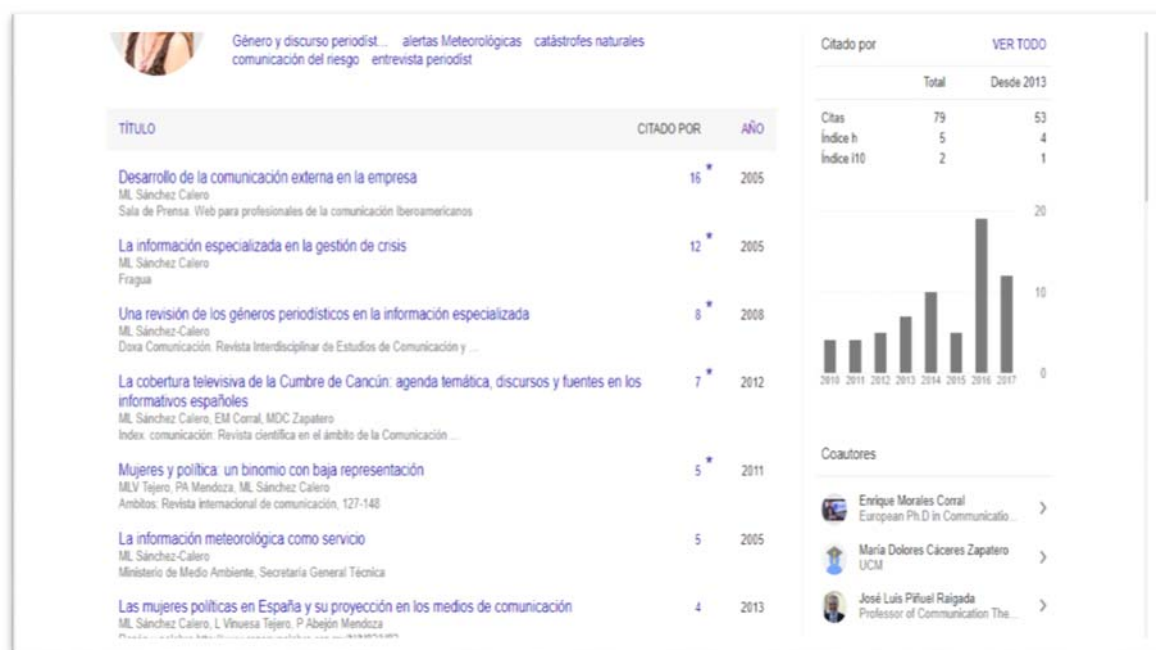 Género y discurso periodíst... alertas Meteorológicas catástrofes naturales
comunicación del riesgo entrevista periodíst
TÍTULO CITADO POR AÑO
Desarrollo de la comunicación externa en la empresa 16 * 2005
ML Sánchez Calero
Sala de Prensa. Web para profesionales de la comunicación Iberoamericanos
La información especializada en la gestión de crisis 12 * 2005
ML Sánchez Calero
Fragua
Una revisión de los géneros periodísticos en la información especializada 8 * 2008
ML Sánchez-Calero
Doxa Comunicación. Revista Interdisciplinar de Estudios de Comunicación y ...
La cobertura televisiva de la Cumbre de Cancún: agenda temática, discursos y fuentes en los 7 * 2012
informativos españoles
ML Sánchez Calero, EM Corral, MDC Zapatero
Index. comunicación: Revista científica en el ámbito de la Comunicación ...
Mujeres y política: un binomio con baja representación 5 * 2011
MLV Tejero, PA Mendoza, ML Sánchez Calero
Ambitos: Revista internacional de comunicación, 127-148
La información meteorológica como servicio 5 2005
ML Sánchez-Calero
Ministerio de Medio Ambiente, Secretaría General Técnica
Las mujeres políticas en España y su proyección en los medios de comunicación 4 2013
ML Sánchez Calero, L Vinuesa Tejero, P Abejón Mendoza
Citado por VER TODO
Total Desde 2013
Citas 79 53
Índice h 5 4
Índice i10 2 1
20
10
0
2010 2011 2012 2013 2014 2015 2016 2017
Coautores
Enrique Morales Corral
European Ph.D in Communicatio...
María Dolores Cáceres Zapatero
UCM
José Luis Piñuel Raigada
Professor of Communication The...